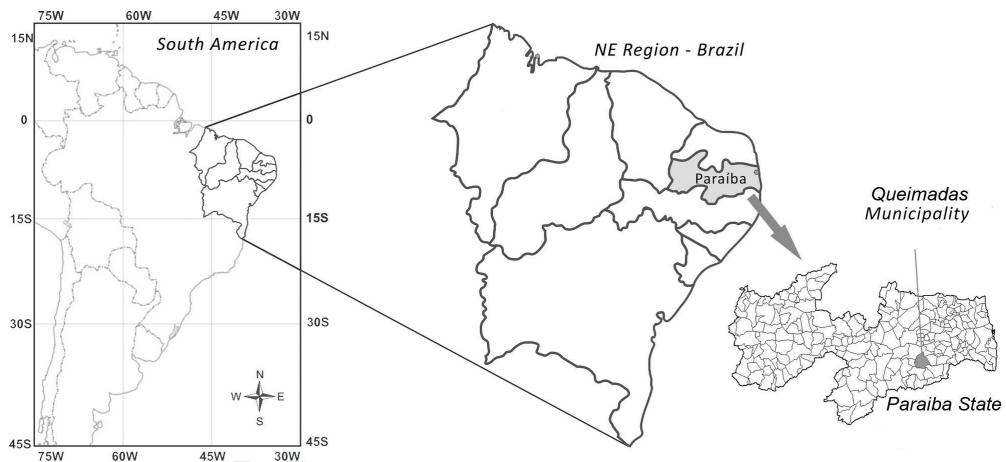 75W 60W 45W 30W
15N
South America
15N
0
0
15S
15S
30S
30S
N
W E
S
45S
45S
75W 60W 45W 30W
NE Region - Brazil
Paraíba
Queimadas
Municipality
Paraiba State